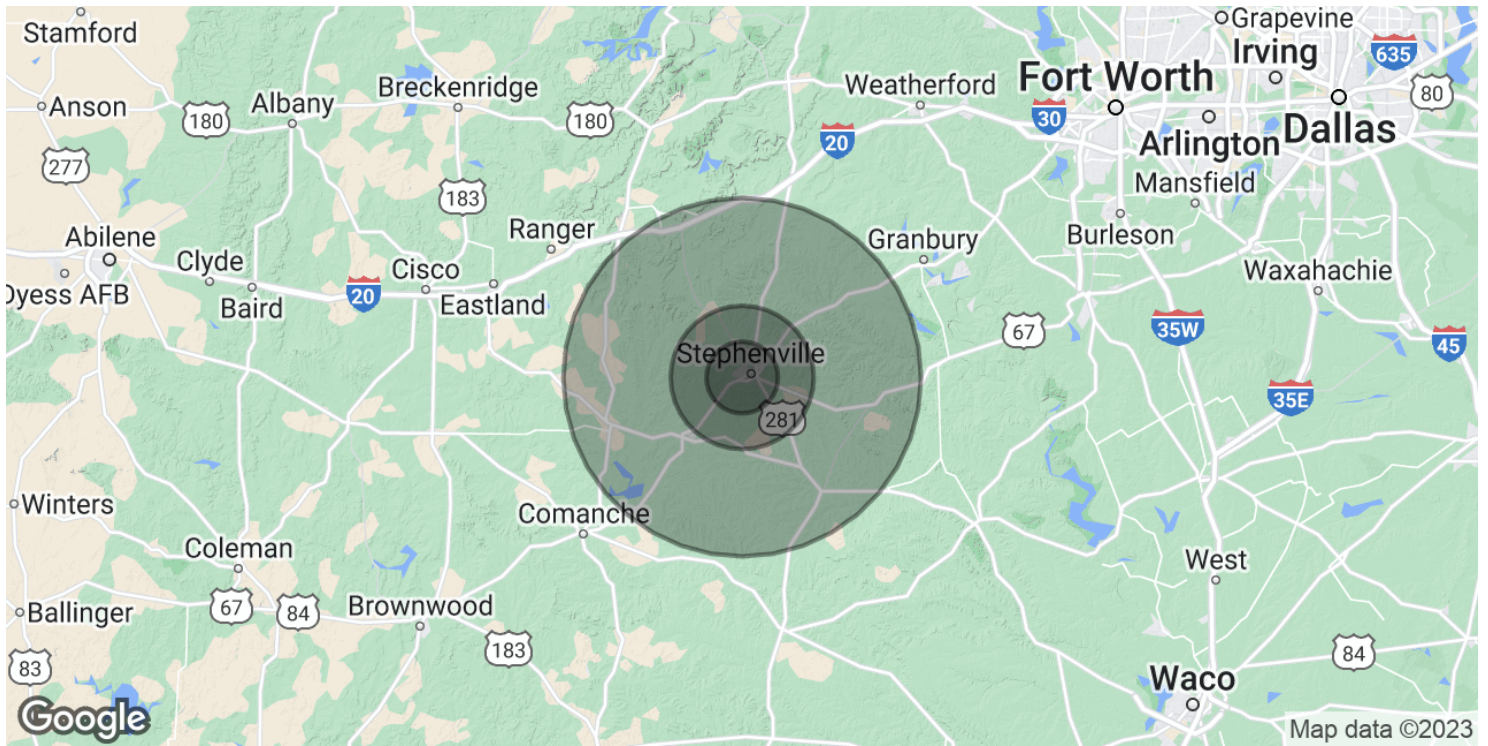 Stamford
Grapevine
Irving
635
Fort Worth
Weatherford
Breckenridge
Albany
Anson
180
180
80
30
20
Arlington
Dallas
277
183
Mansfield
Ranger
Abilene
Granbury
Burleson
Clyde
Cisco
Waxahachie
Dyess AFB
Baird
20
Eastland
67
35W
45
Stephenville
35E
281
Winters
Comanche
Coleman
West
67
84
Ballinger
Brownwood
183
84
83
Waco
Google
Map data ©2023